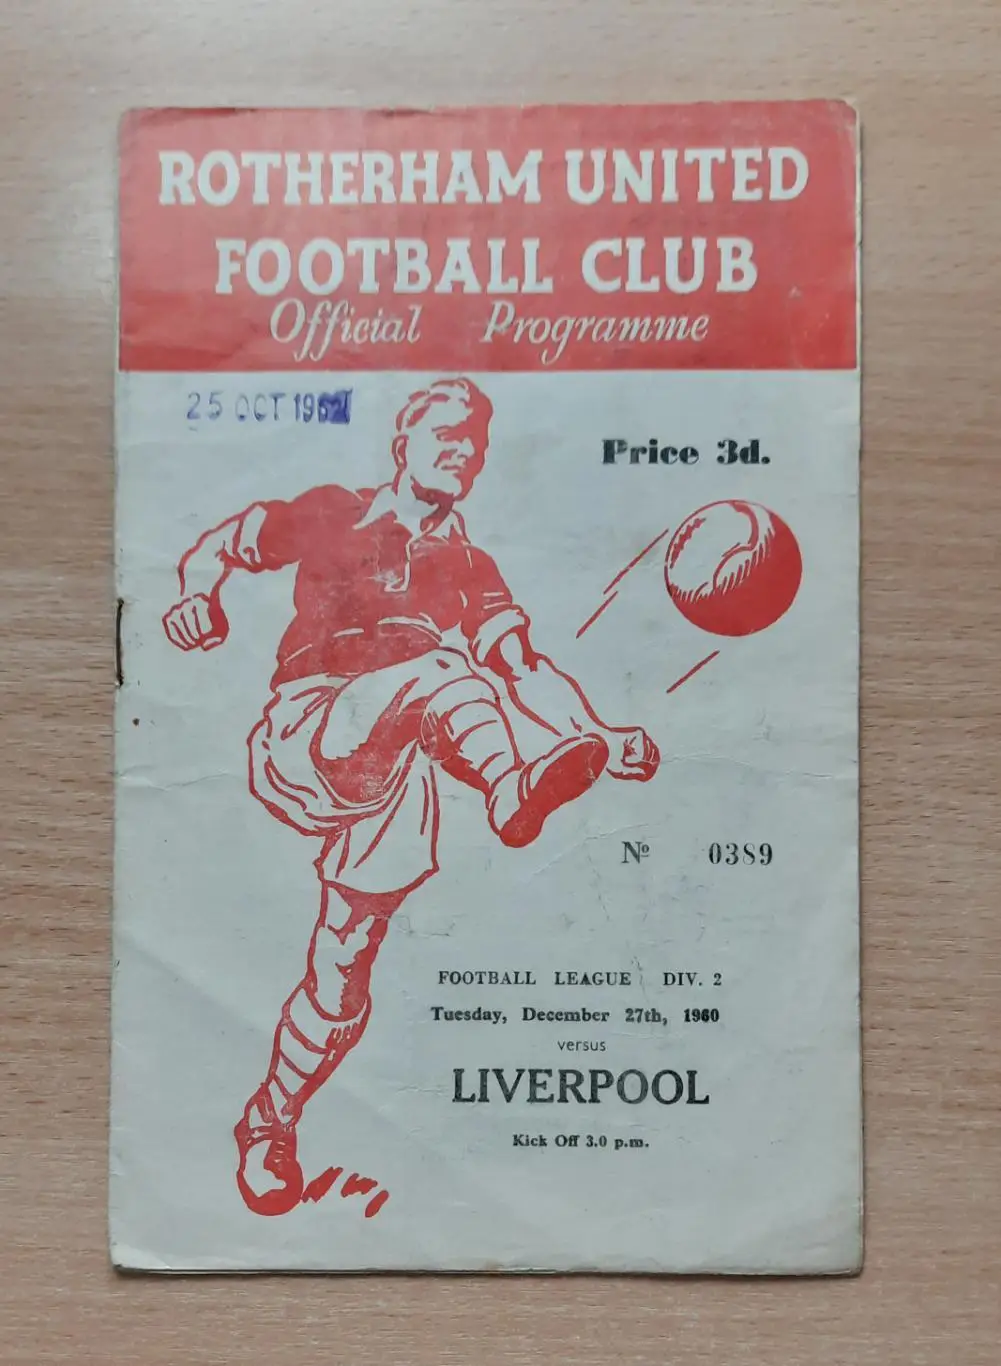 ROTHERHAM UNITED
FOOTBALL CLUB
Official Programme
25 OCT
Price 3d.
Nº 0389
FOOTBALL LEAGUE DIV. 2
Tuesday, December 27th, 1960
versus
LIVERPOOL
Kick Off 3.0 p.m.